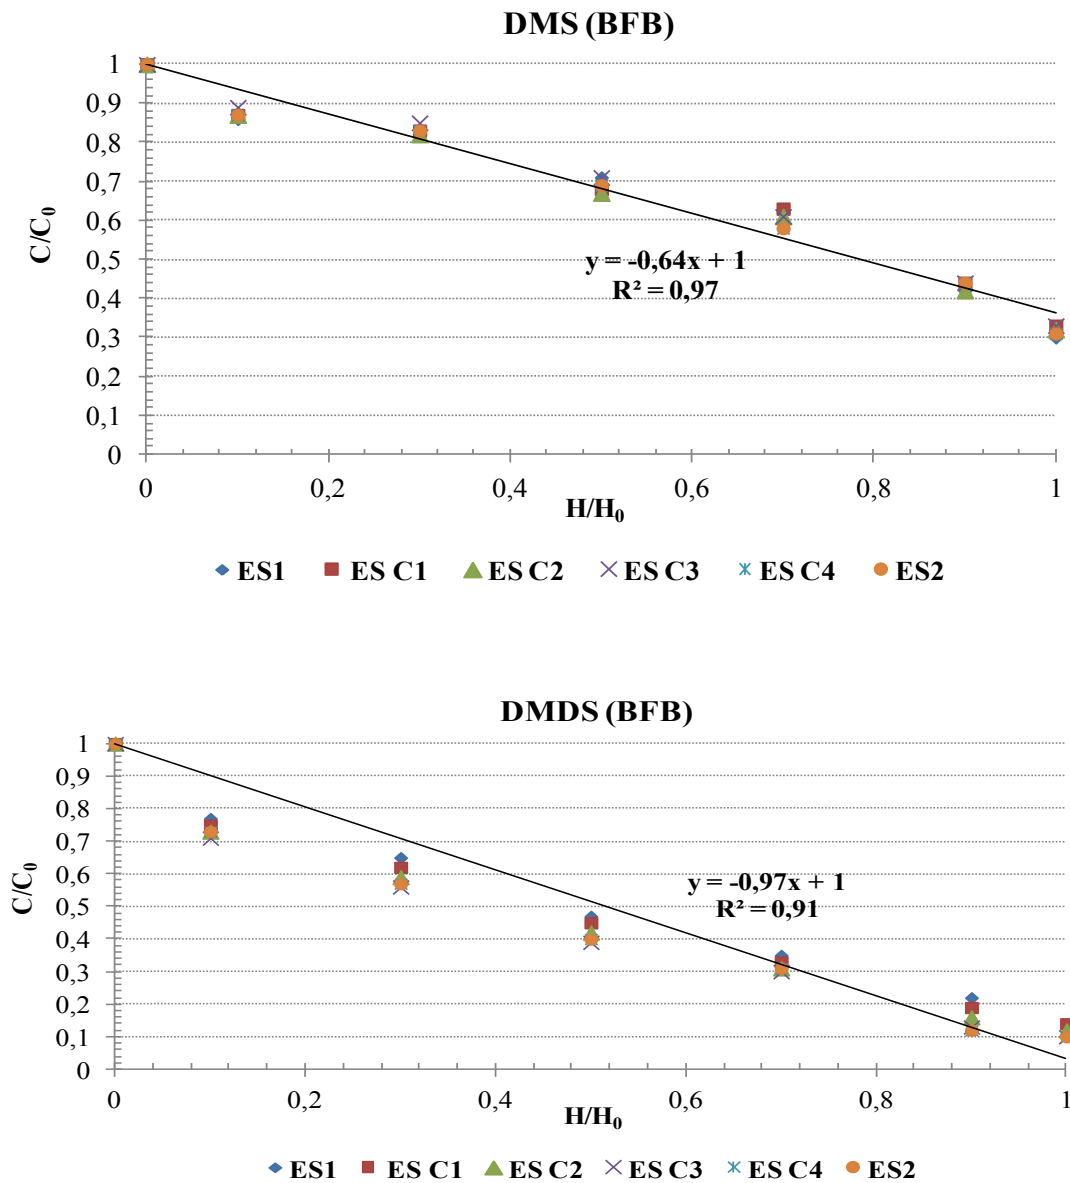 DMS (BFB)
C/C₀
1
0,9
0,8
0,7
0,6
0,5
0,4
0,3
0,2
0,1
0
y = -0,64x + 1
R² = 0,97
0 0,2 0,4 0,6 0,8 1
H/H₀
ES1 ES C1 ES C2 ES C3 ES C4 ES2
DMDS (BFB)
C/C₀
1
0,9
0,8
0,7
0,6
0,5
0,4
0,3
0,2
0,1
0
y = -0,97x + 1
R² = 0,91
0 0,2 0,4 0,6 0,8 1
H/H₀
ES1 ES C1 ES C2 ES C3 ES C4 ES2